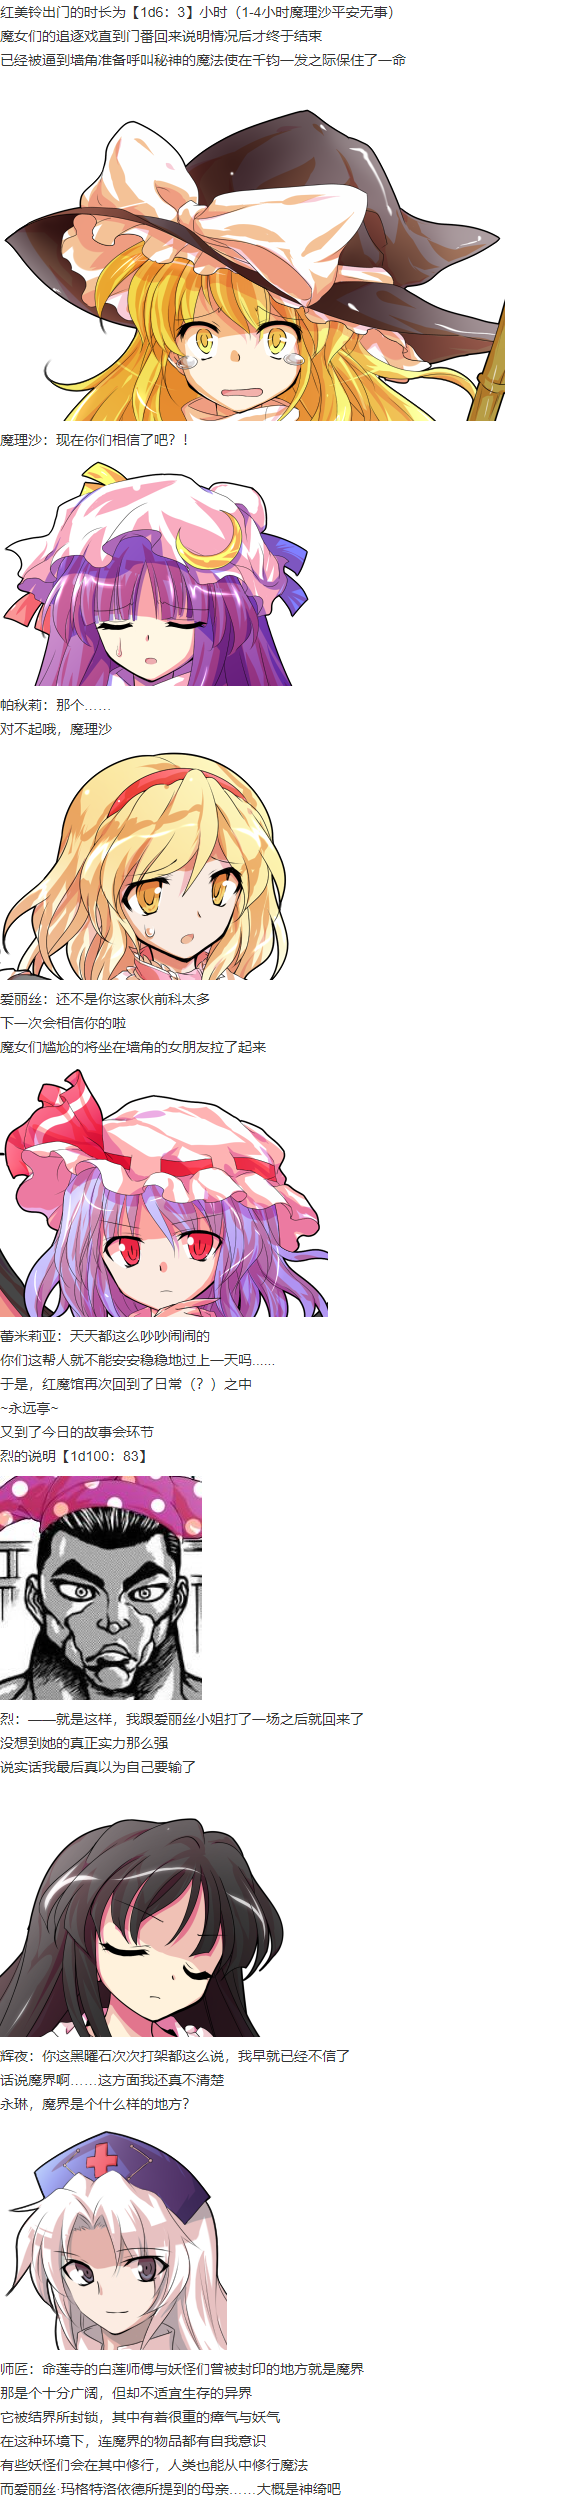 红美铃出门的时长为【1d6：3】小时（1-4小时魔理沙平安无事）
魔女们的追逐戏直到门番回来说明情况后才终于结束
已经被逼到墙角准备呼叫秘神的魔法使在千钧一发之际保住了一命
魔理沙：现在你们相信了吧？！
帕秋莉：那个……
对不起哦，魔理沙
爱丽丝：还不是你这家伙前科太多
下一次会相信你的啦
魔女们尴尬的将坐在墙角的女朋友拉了起来
蕾米莉亚：天天都这么吵吵闹闹的
你们这帮人就不能安安稳稳地过上一天吗......
于是，红魔馆再次回到了日常（？）之中
~永远亭~
又到了今日的故事会环节
烈的说明【1d100：83】
烈：——就是这样，我跟爱丽丝小姐打了一场之后就回来了
没想到她的真正实力那么强
说实话我最后真以为自己要输了
辉夜：你这黑曜石次次打架都这么说，我早就已经不信了
话说魔界啊……这方面我还真不清楚
永琳，魔界是个什么样的地方？
师匠：命莲寺的白莲师傅与妖怪们曾被封印的地方就是魔界
那是个十分广阔，但却不适宜生存的异界
它被结界所封锁，其中有着很重的瘴气与妖气
在这种环境下，连魔界的物品都有自我意识
有些妖怪们会在其中修行，人类也能从中修行魔法
而爱丽丝·玛格特洛依德所提到的母亲……大概是神绮吧